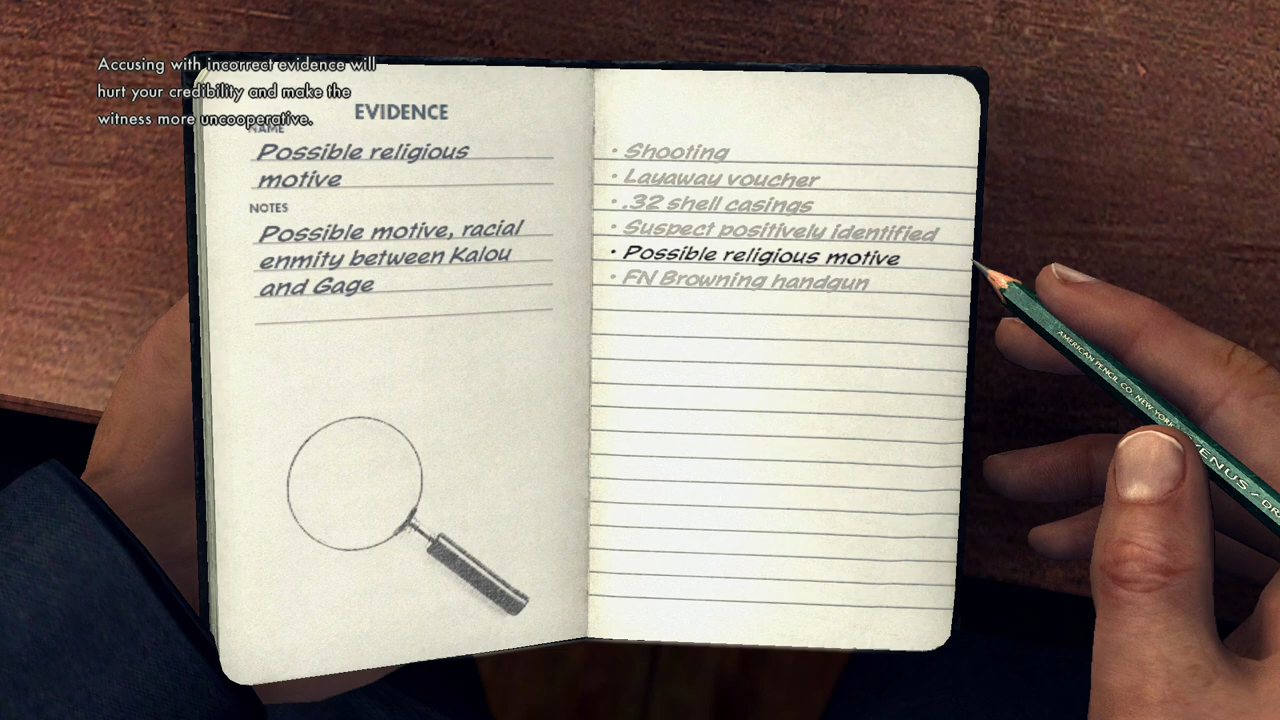 Accusing with incorrect evidence will
hurt your credibility and make the
witness more uncooperative.
EVIDENCE
NAME
Possible religious
motive
NOTES
Possible motive, racial
enmity between Kalou
and Gage
• Shooting
• Layaway voucher
• .32 shell casings
• Suspect positively identified
• Possible religious motive
• FN Browning handgun
AMERICAN PENCIL CO. NEW YORK
VENUS / DR